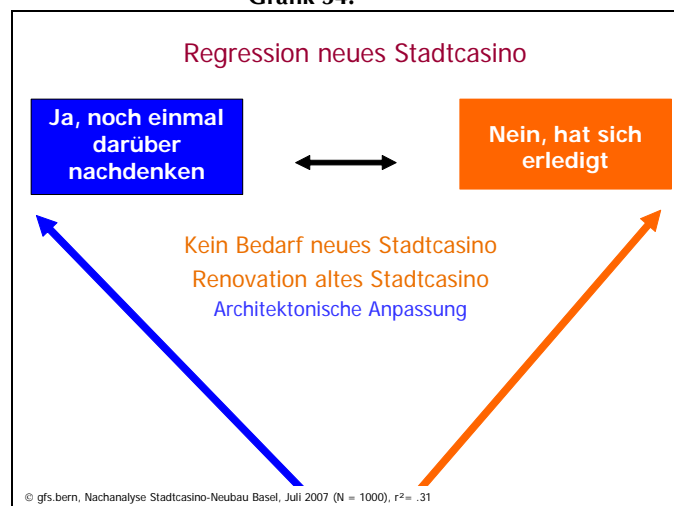 Grafik 34:
Regression neues Stadtcasino
Ja, noch einmal
darüber
nachdenken
Nein, hat sich
erledigt
Kein Bedarf neues Stadtcasino
Renovation altes Stadtcasino
Architektonische Anpassung
© gfs.bern, Nachanalyse Stadtcasino-Neubau Basel, Juli 2007 (N = 1000), r²= .31